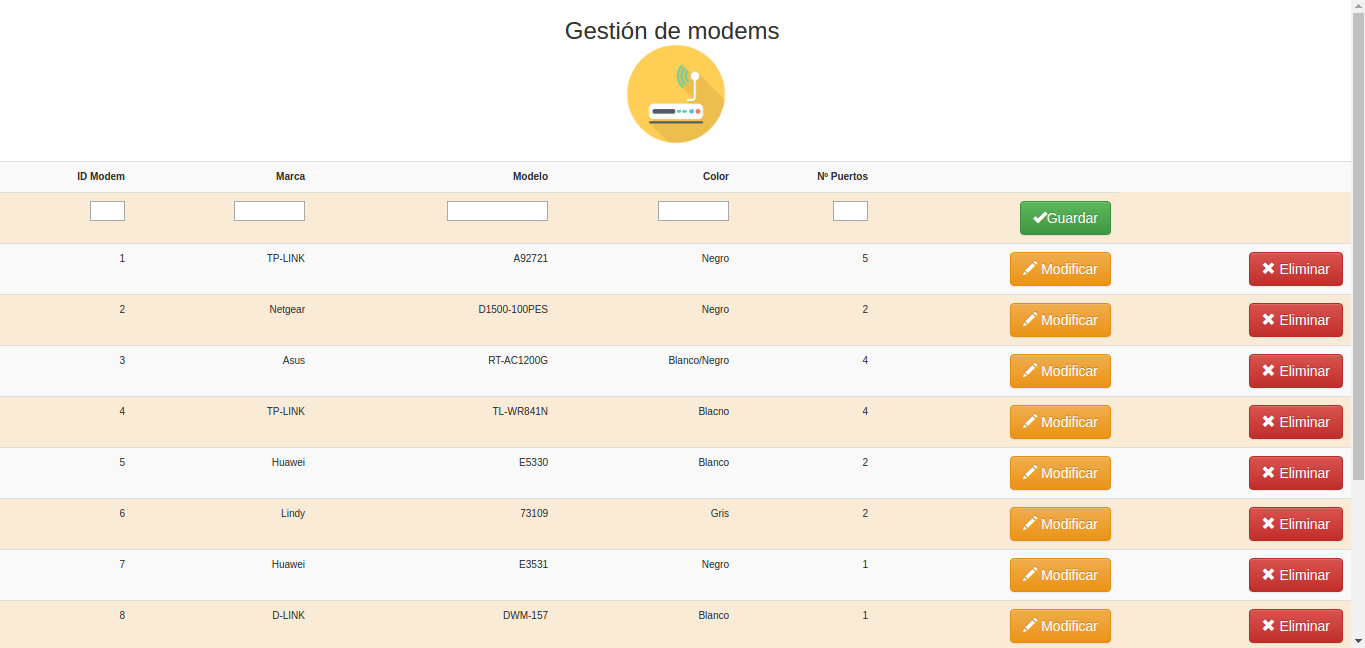 Gestión de modems
ID Modem Marca Modelo Color Nº Puertos
Guardar
1 TP-LINK A92721 Negro 5 Modificar Eliminar
2 Netgear D1500-100PES Negro 2 Modificar Eliminar
3 Asus RT-AC1200G Blanco/Negro 4 Modificar Eliminar
4 TP-LINK TL-WR841N Blacno 4 Modificar Eliminar
5 Huawei E5330 Blanco 2 Modificar Eliminar
6 Lindy 73109 Gris 2 Modificar Eliminar
7 Huawei E3531 Negro 1 Modificar Eliminar
8 D-LINK DWM-157 Blanco 1 Modificar Eliminar